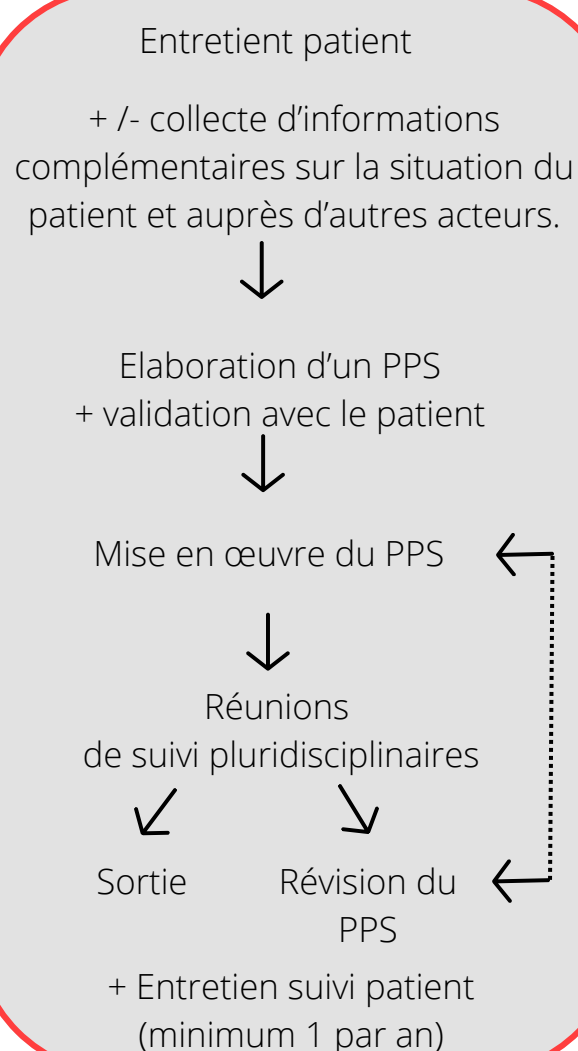 Entretient patient
+ /- collecte d'informations
complémentaires sur la situation du
patient et auprès d'autres acteurs.
Elaboration d'un PPS
+ validation avec le patient
Mise en œuvre du PPS
Réunions
de suivi pluridisciplinaires
Sortie
Révision du
PPS
+ Entretien suivi patient
(minimum 1 par an)